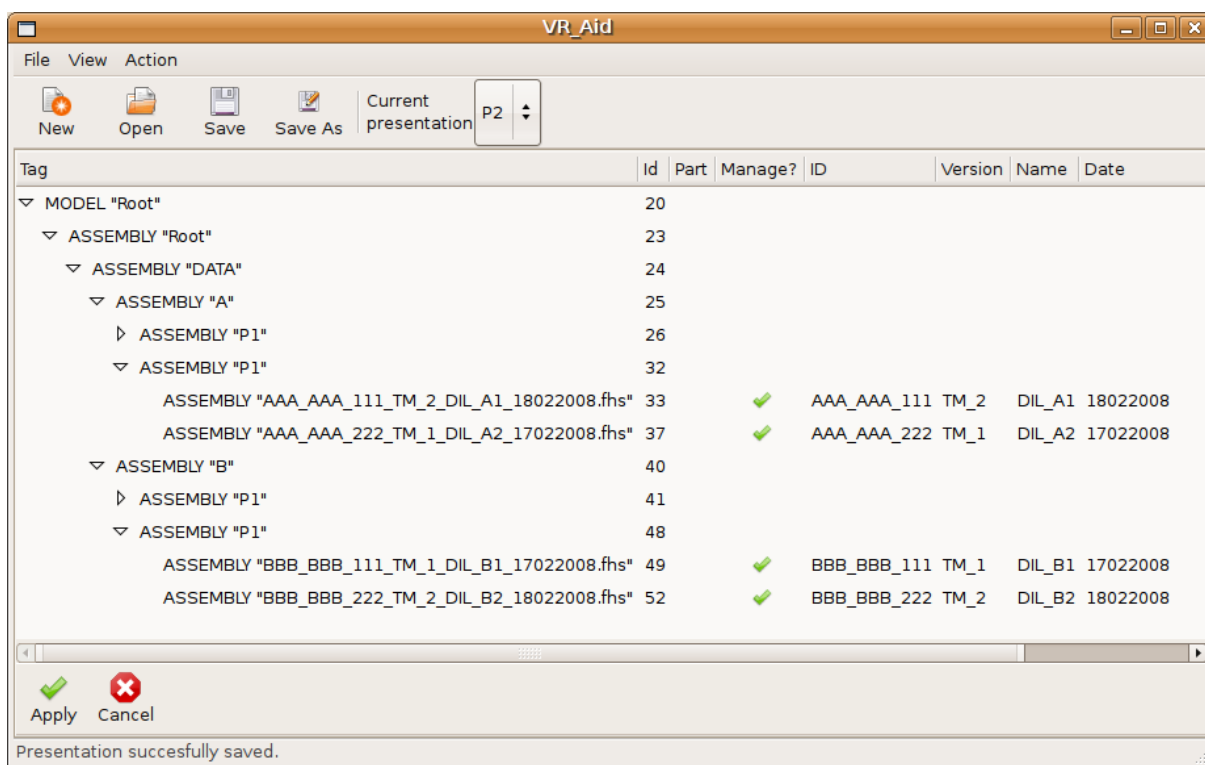 VR_Aid
File View Action
New Open Save Save As Current presentation P2
Tag Id Part Manage? ID Version Name Date
MODEL "Root" 20
ASSEMBLY "Root" 23
ASSEMBLY "DATA" 24
ASSEMBLY "A" 25
ASSEMBLY "P1" 26
ASSEMBLY "P1" 32
ASSEMBLY "AAA_AAA_111_TM_2_DIL_A1_18022008.fhs" 33 AAA_AAA_111 TM_2 DIL_A1 18022008
ASSEMBLY "AAA_AAA_222_TM_1_DIL_A2_17022008.fhs" 37 AAA_AAA_222 TM_1 DIL_A2 17022008
ASSEMBLY "B" 40
ASSEMBLY "P1" 41
ASSEMBLY "P1" 48
ASSEMBLY "BBB_BBB_111_TM_1_DIL_B1_17022008.fhs" 49 BBB_BBB_111 TM_1 DIL_B1 17022008
ASSEMBLY "BBB_BBB_222_TM_2_DIL_B2_18022008.fhs" 52 BBB_BBB_222 TM_2 DIL_B2 18022008
Apply Cancel
Presentation succesfully saved.